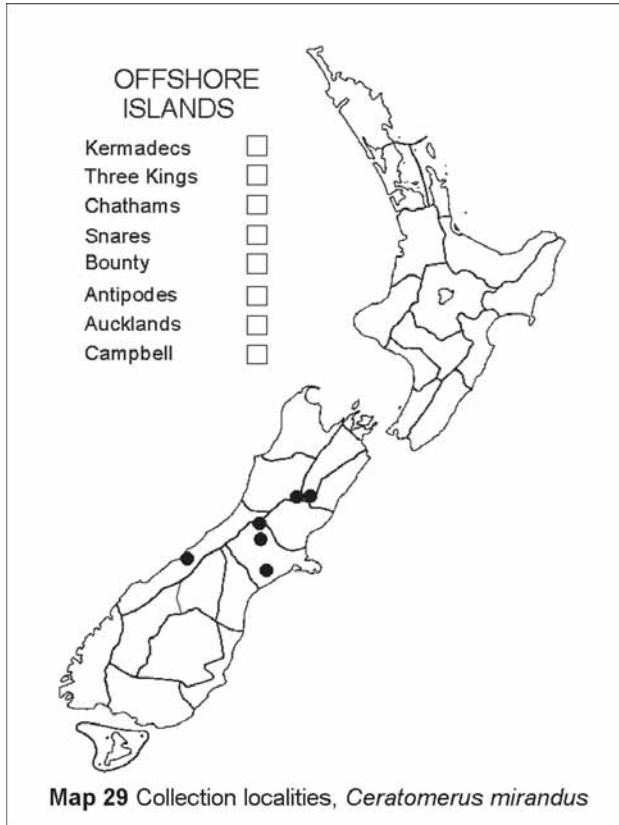 OFFSHORE
ISLANDS
Kermadecs
Three Kings
Chathams
Snares
Bounty
Antipodes
Aucklands
Campbell
Map 29 Collection localities, Ceratomerus mirandus